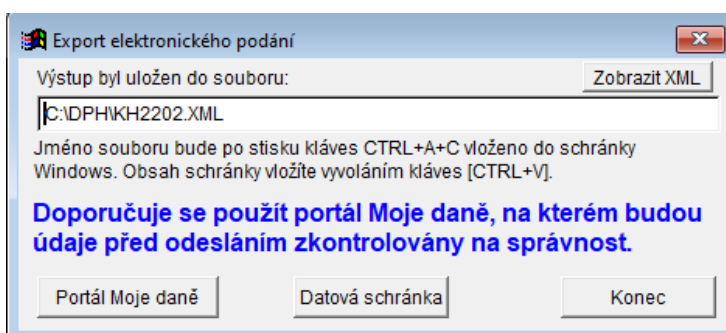 Export elektronického podání
Výstup byl uložen do souboru:
Zobrazit XML
C:\DPH\KH2202.XML
Jméno souboru bude po stisku kláves CTRL+A+C vloženo do schránky
Windows. Obsah schránky vložíte vyvoláním kláves [CTRL+V].
Doporučuje se použít portál Moje daně, na kterém budou
údaje před odesláním zkontrolovány na správnost.
Portál Moje daně
Datová schránka
Konec